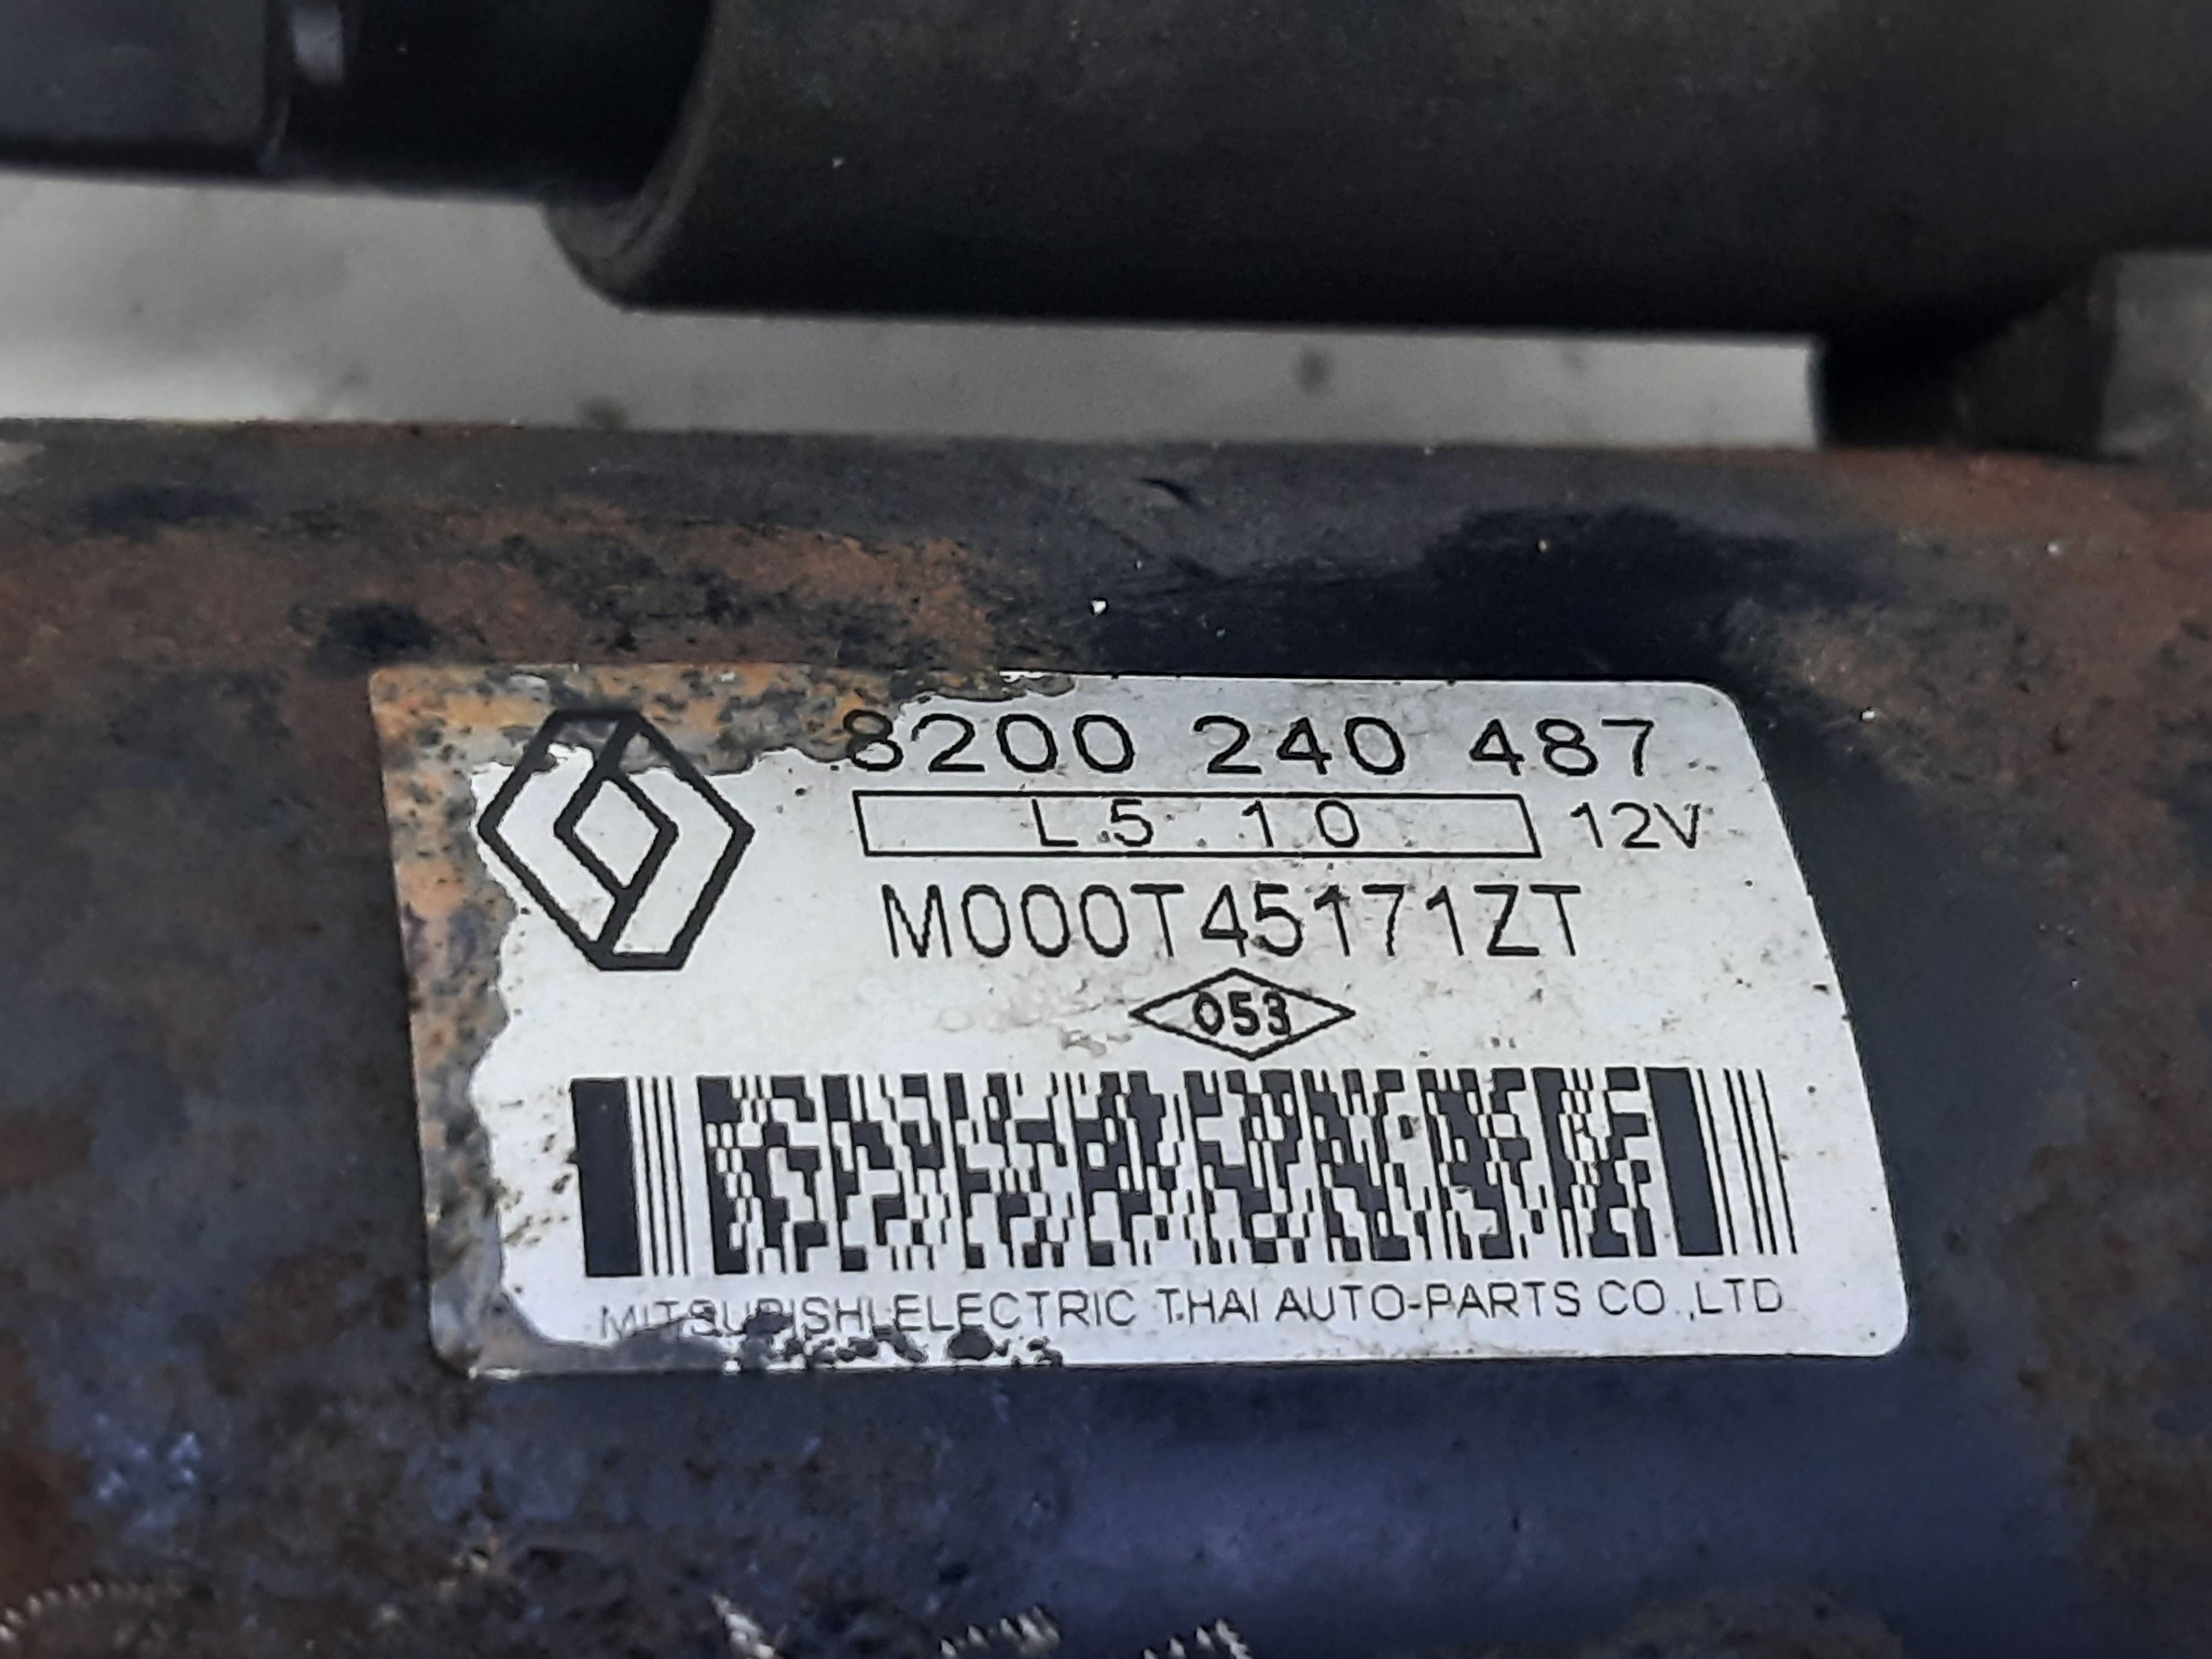 8200 240 487
L5 10 12V
M000T45171ZT
053
MITSUBISHI ELECTRIC THAI AUTO-PARTS CO.,LTD